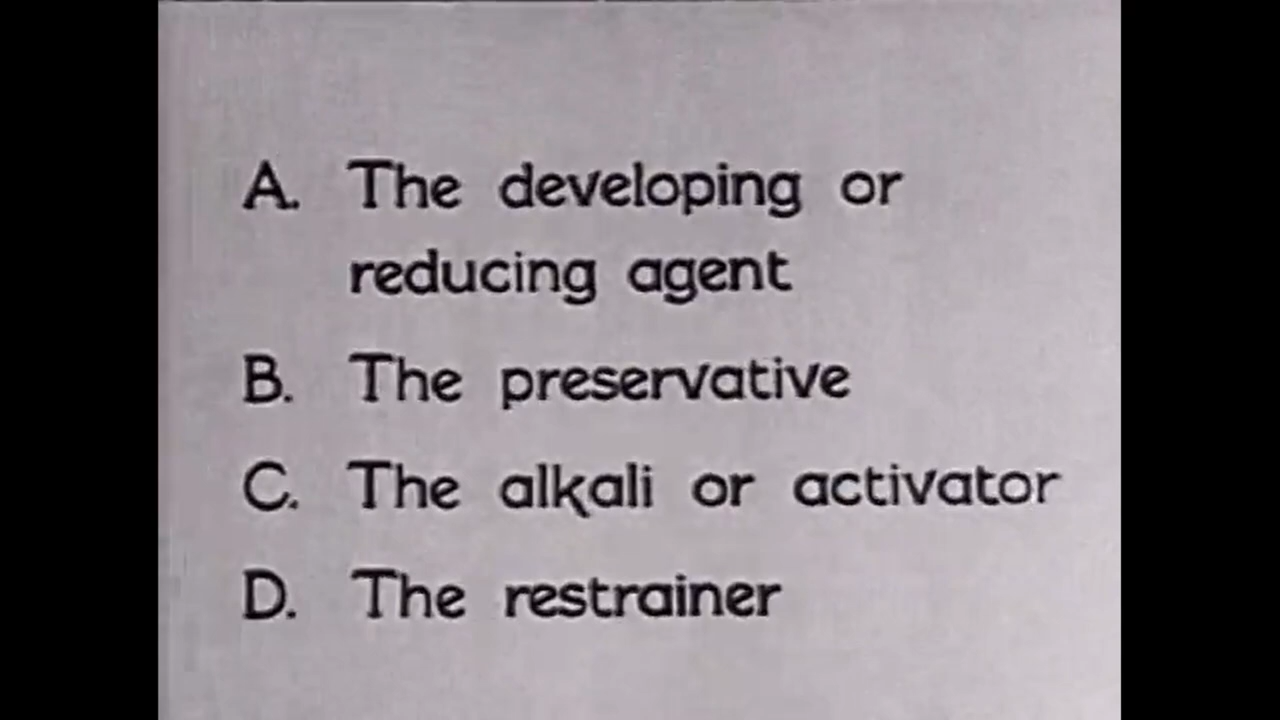 A. The developing or
reducing agent
B. The preservative
C. The alkali or activator
D. The restrainer